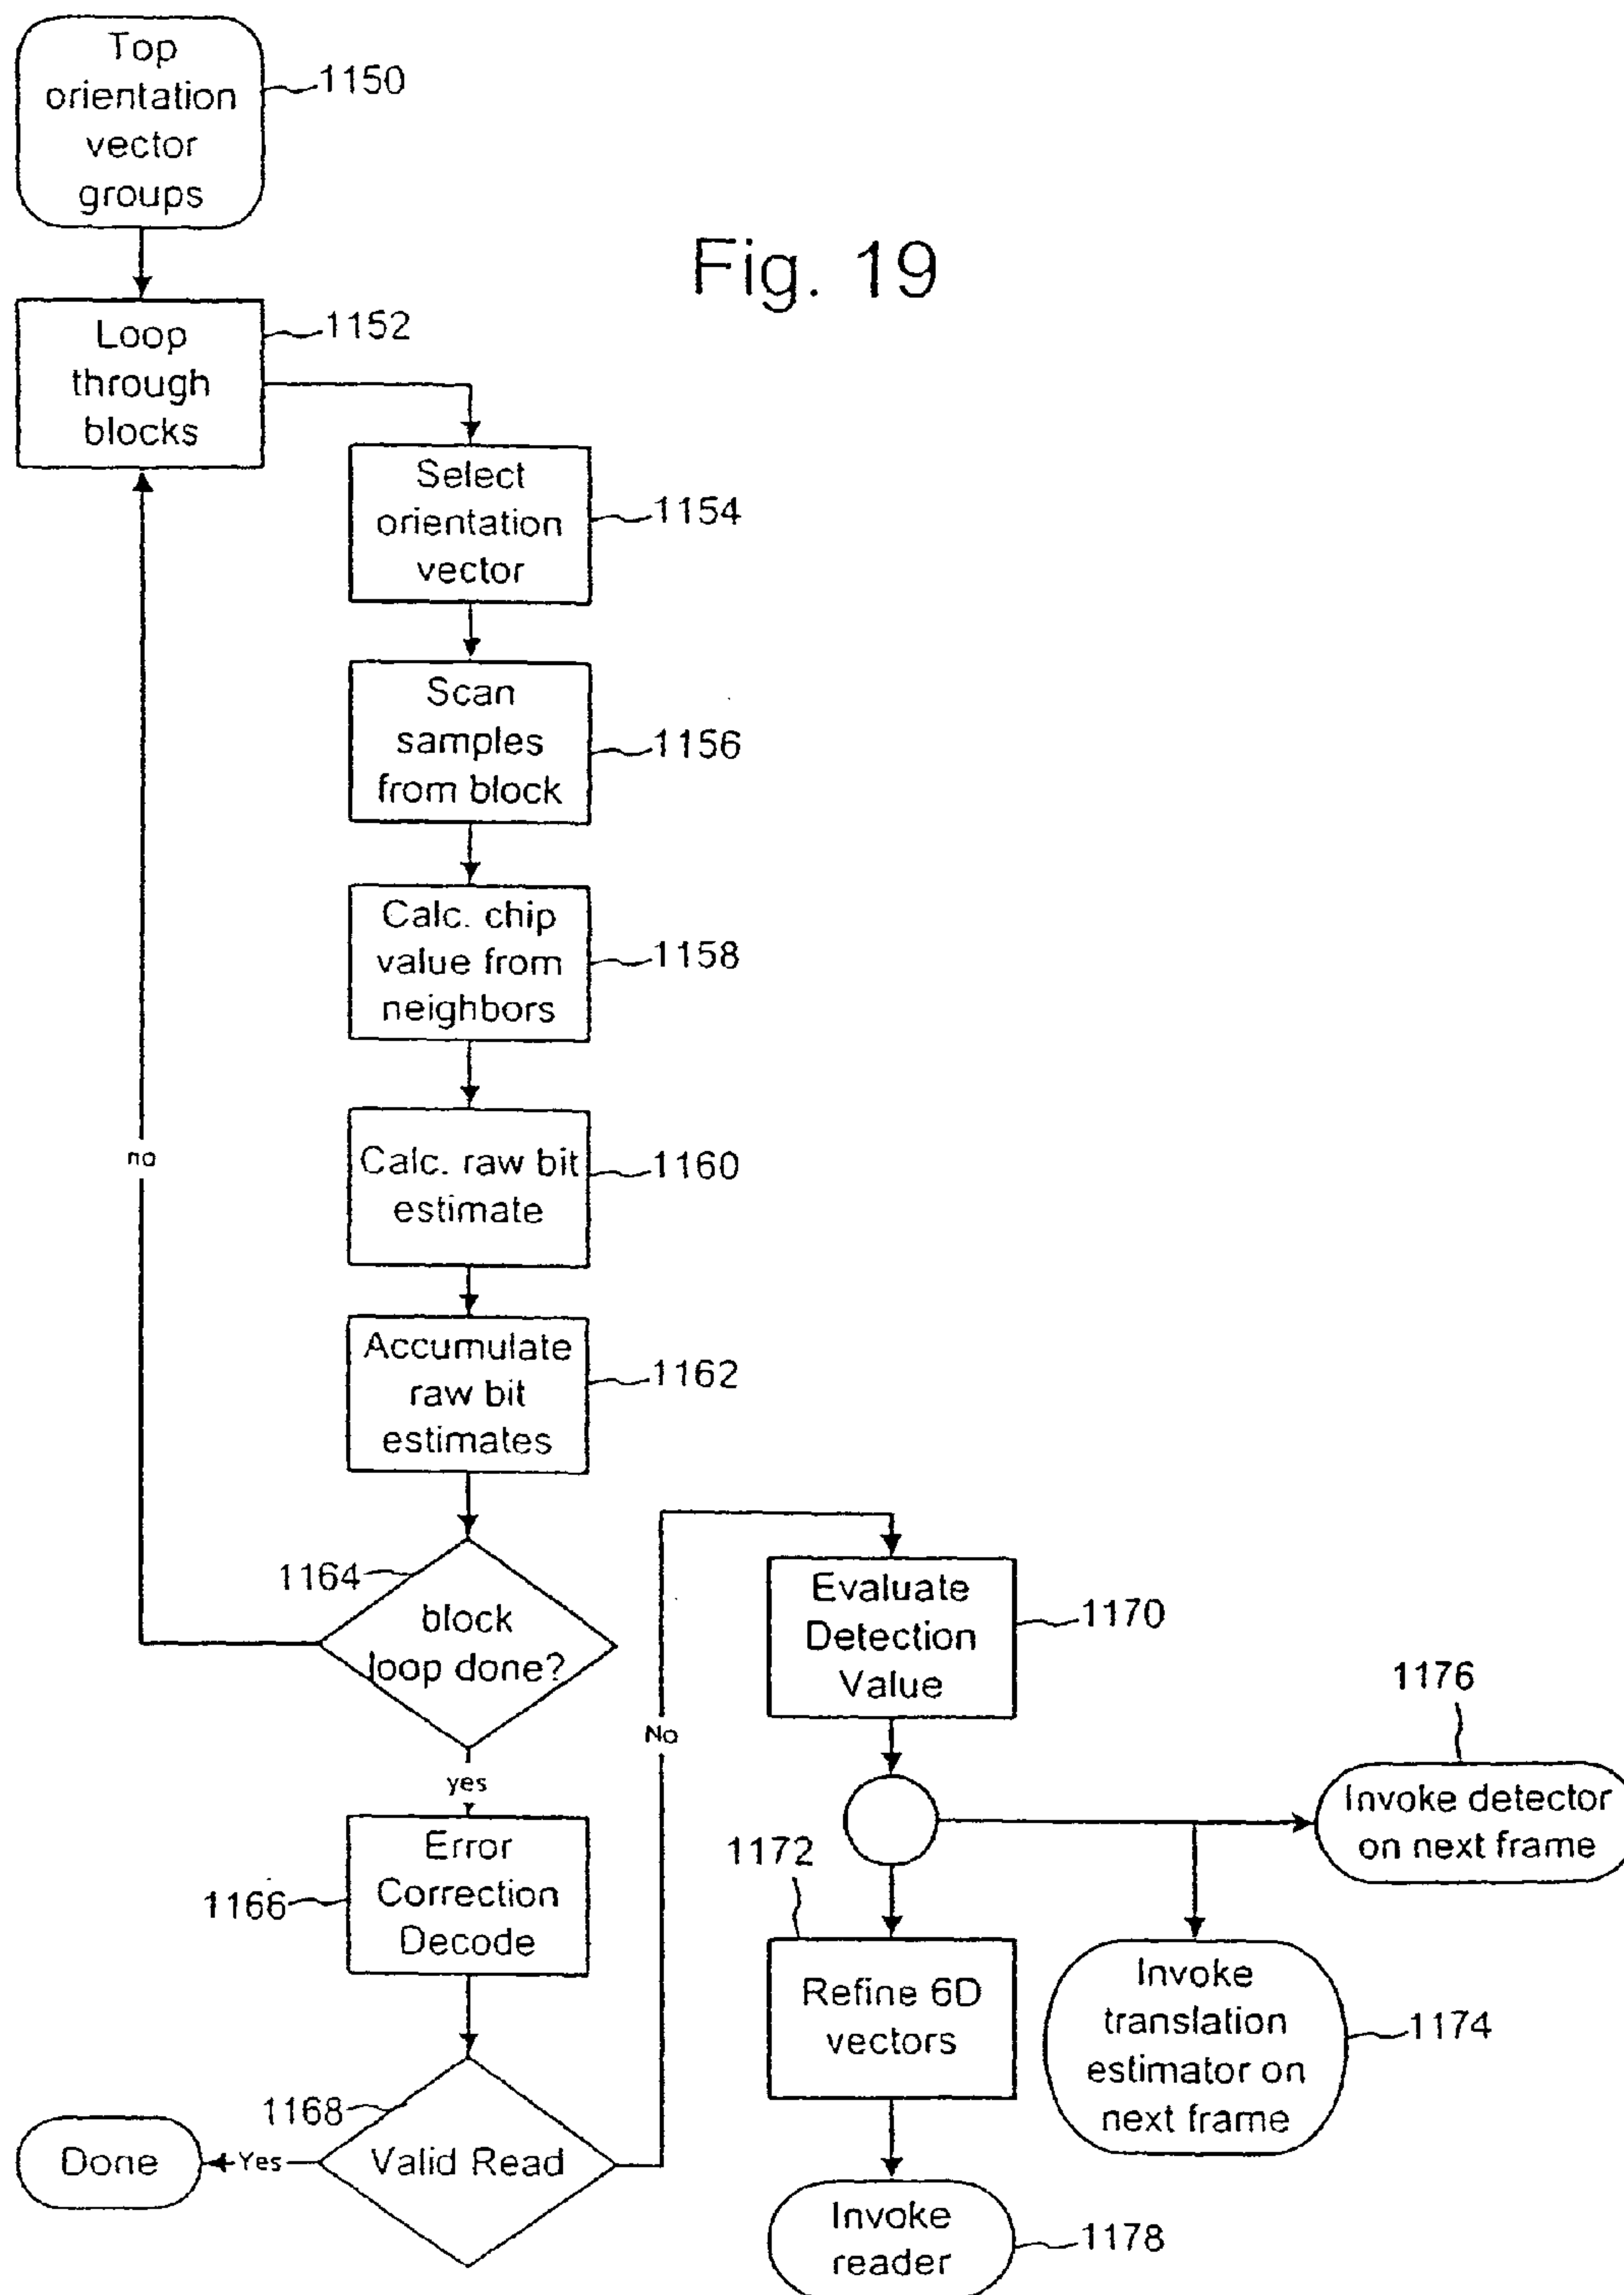 Top
orientation
vector
groups
1150
Fig. 19
Loop
through
blocks
1152
Select
orientation
vector
1154
Scan
samples
from block
1156
Calc. chip
value from
neighbors
1158
no
Calc. raw bit
estimate
1160
Accumulate
raw bit
estimates
1162
1164
block
loop done?
yes
No
Evaluate
Detection
Value
1170
1176
Invoke detector
on next frame
1172
Error
Correction
Decode
1166
Refine 6D
vectors
Invoke
translation
estimator on
next frame
1174
1168
Valid Read
Yes
Done
Invoke
reader
1178